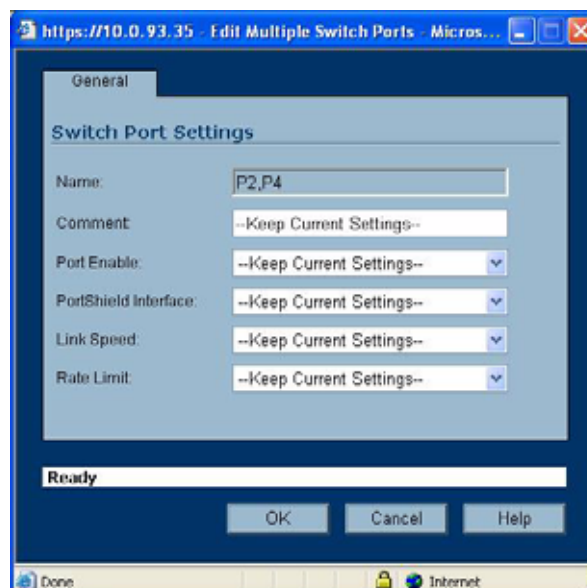 https://10.0.93.35 - Edit Multiple Switch Ports - Micros...
General
Switch Port Settings
Name: P2,P4
Comment: --Keep Current Settings--
Port Enable: --Keep Current Settings--
PortShield Interface: --Keep Current Settings--
Link Speed: --Keep Current Settings--
Rate Limit: --Keep Current Settings--
Ready
OK Cancel Help
Done Internet